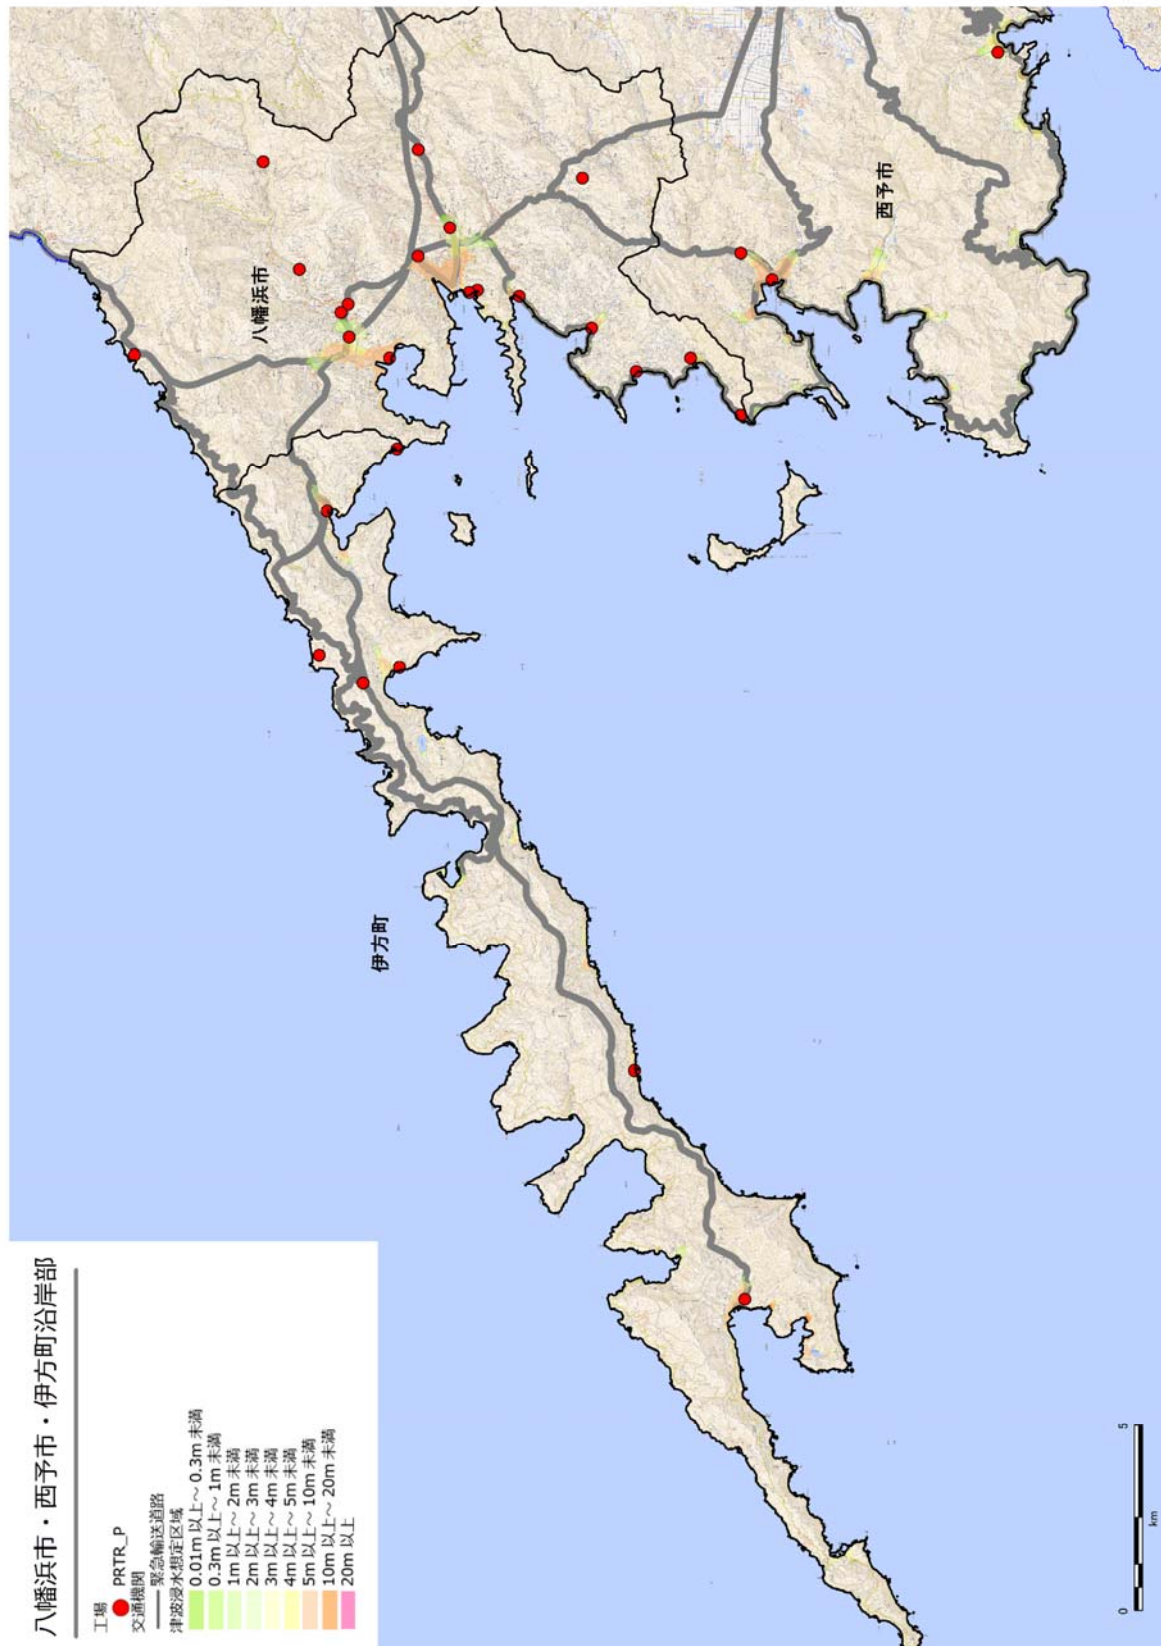 八幡浜市・西予市・伊方町沿岸部
工場
PRTR_P
交通機関
緊急輸送道路
津波浸水想定区域
0.01m 以上～ 0.3m 未満
0.3m 以上～ 1m 未満
1m 以上～ 2m 未満
2m 以上～ 3m 未満
3m 以上～ 4m 未満
4m 以上～ 5m 未満
5m 以上～ 10m 未満
10m 以上～ 20m 未満
20m 以上
伊方町
八幡浜市
西予市
0 5
km